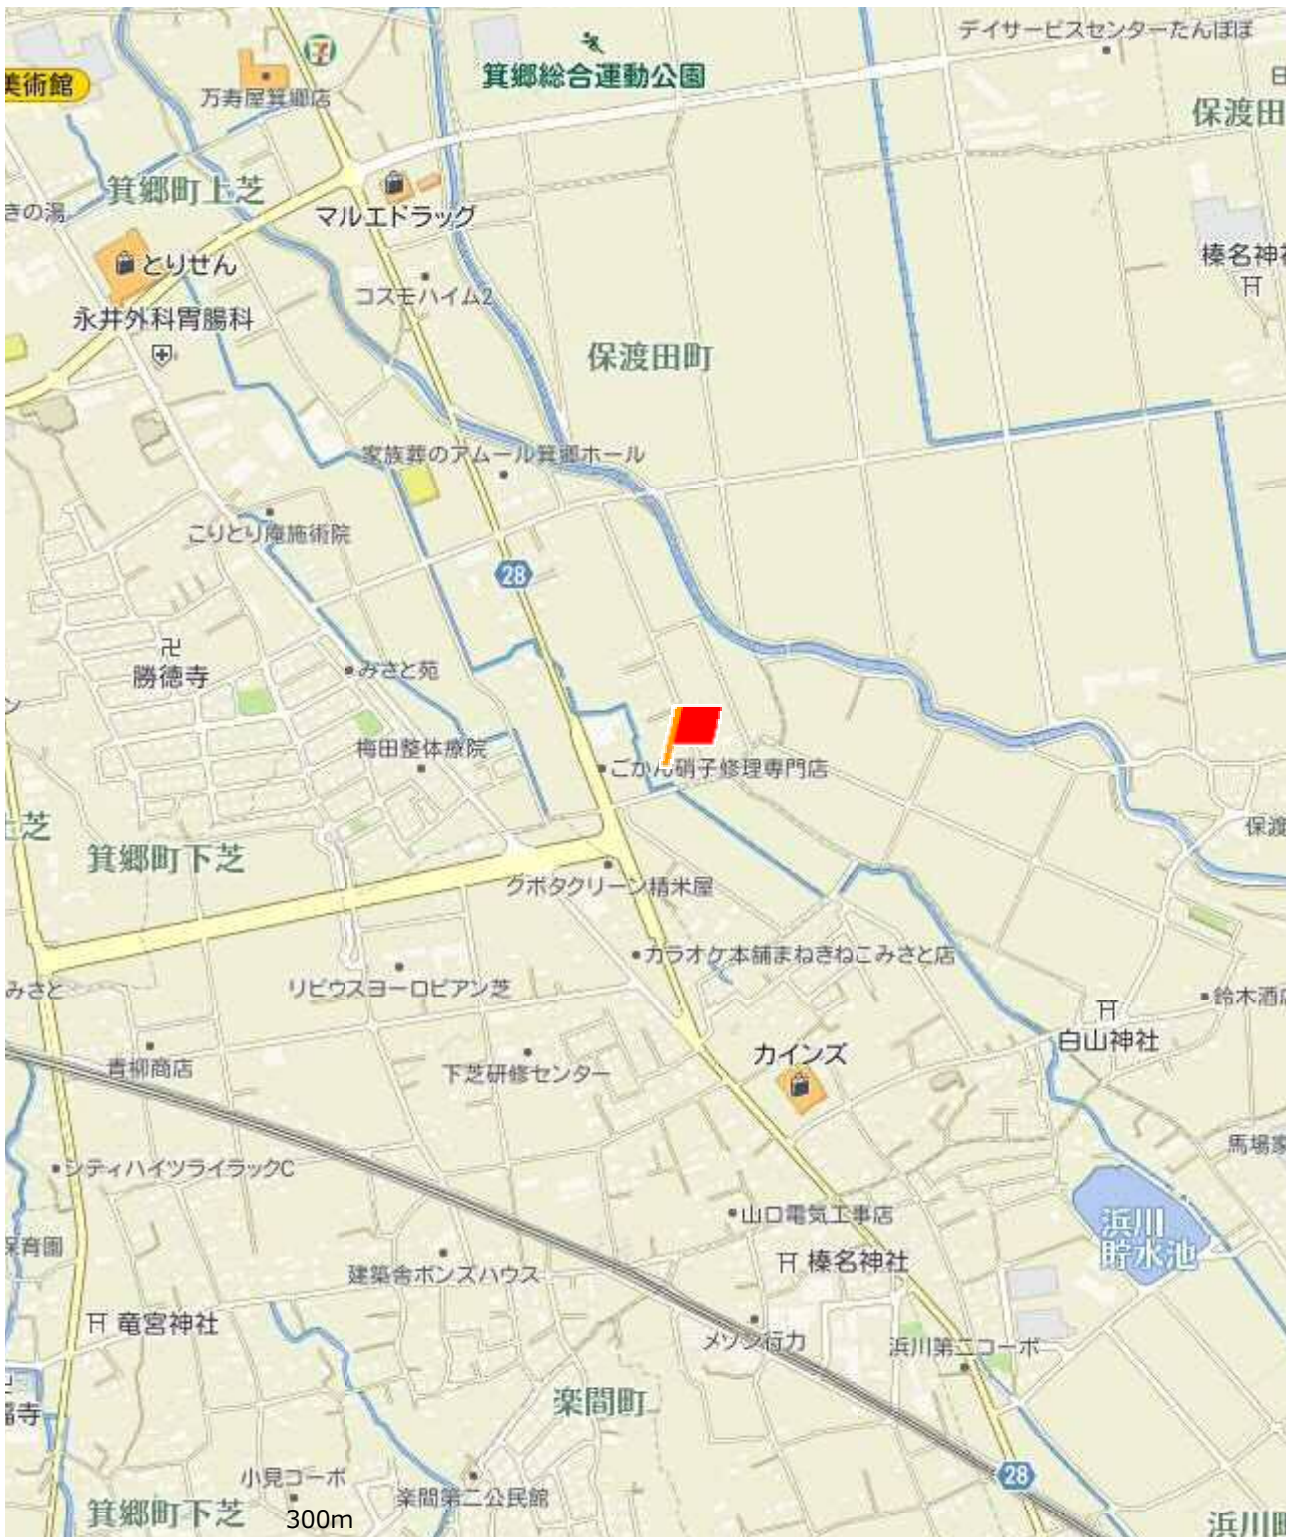 デイサービスセンターたんぽぽ
7
箕郷総合運動公園
美術館
万寿屋箕郷店
保渡田
箕郷町上芝
きの湯
マルエドラッグ
榛名神社
とりせん
コスモハイム2
永井外科胃腸科
保渡田町
家族葬のアムール箕郷ホール
こりとり庵施術院
28
卍
勝徳寺
みさと苑
梅田整体療院
ごかん硝子修理専門店
芝
保渡
箕郷町下芝
クボタクリーン精米屋
カラオケ本舗まねきねこみさと店
みさと
リビウスヨーロピアン芝
鈴木酒店
白山神社
青柳商店
下芝研修センター
カインズ
馬場家
シティハイツライラックC
山口電気工事店
浜川
貯水池
保育園
建築舎ボンズハウス
榛名神社
竜宮神社
メゾン行力
浜川第二コーポ
楽間町
寺
28
小見コーポ
楽間第二公民館
箕郷町下芝
300m
浜川町